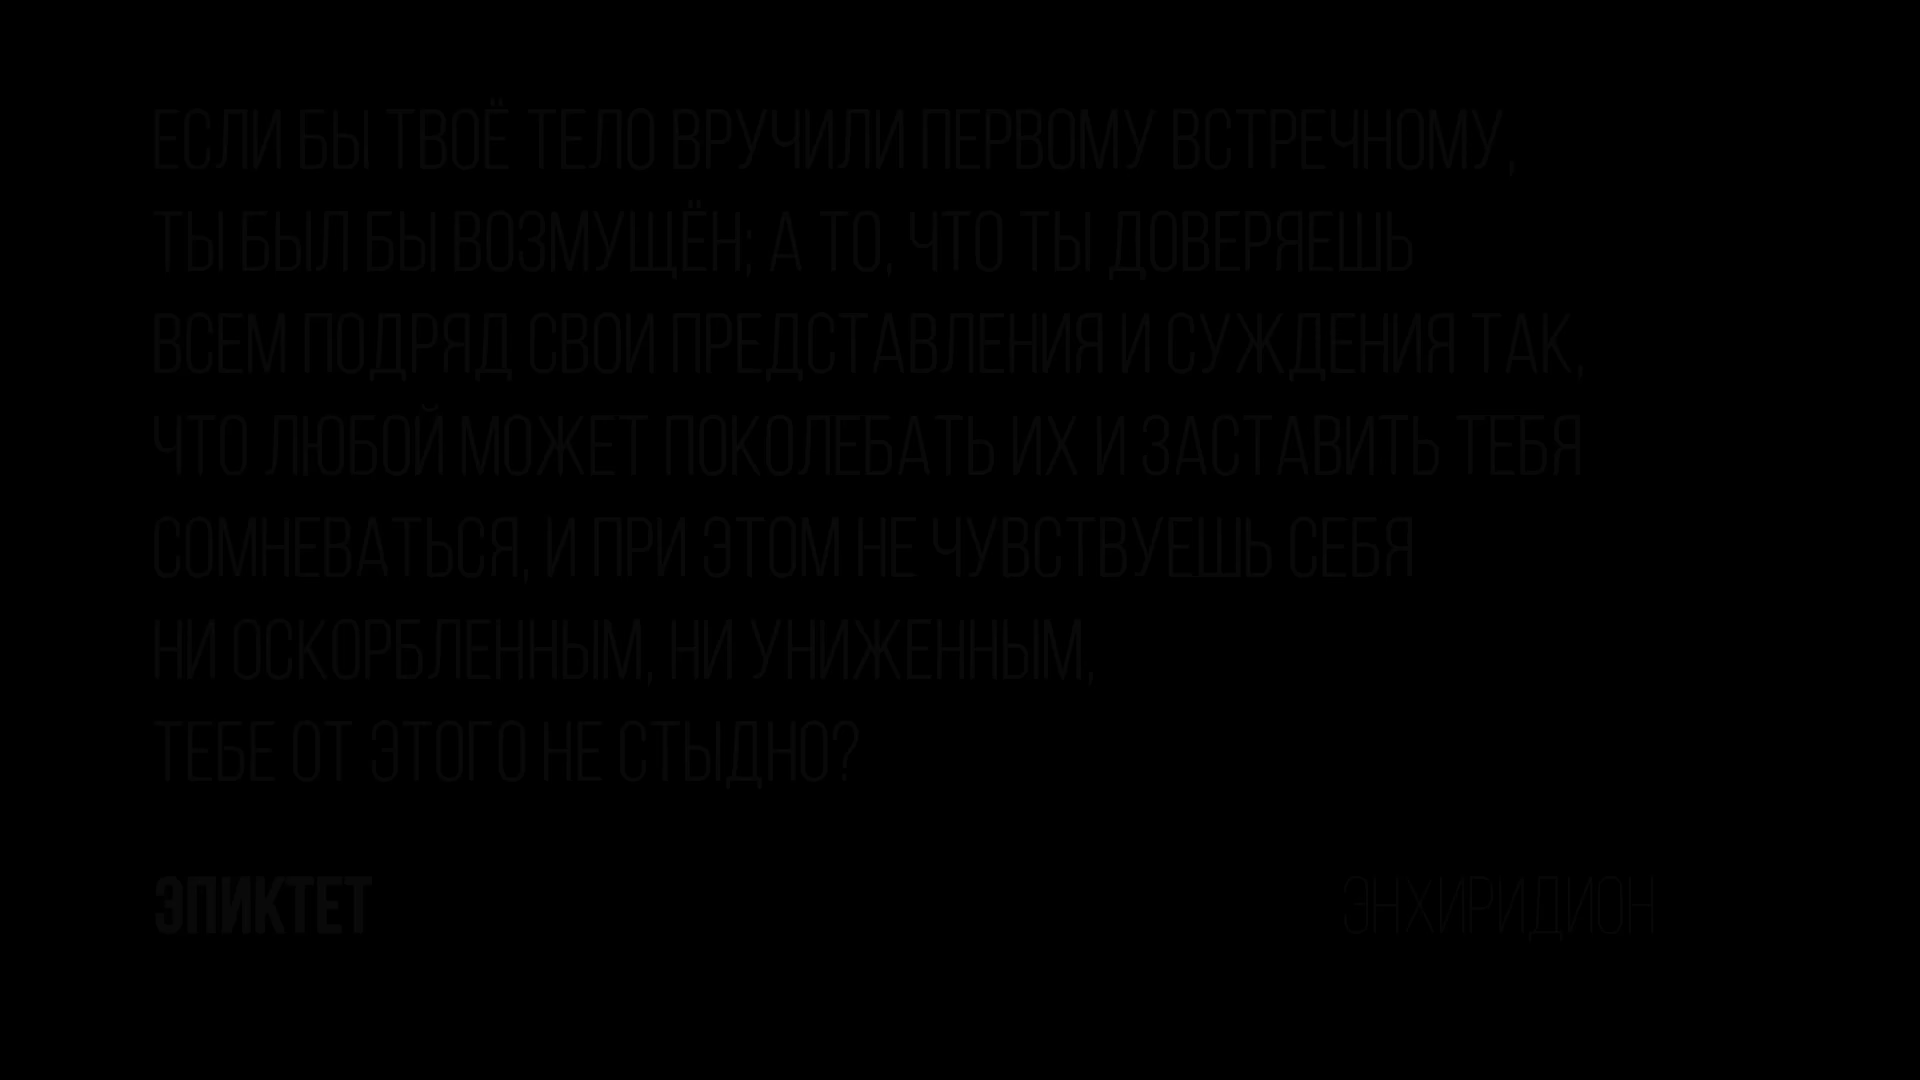 ЕСЛИ БЫ ТВОЁ ТЕЛО ВРУЧИЛИ ПЕРВОМУ ВСТРЕЧНОМУ,
ТЫ БЫЛ БЫ ВОЗМУЩЁН; А ТО, ЧТО ТЫ ДОВЕРЯЕШЬ
ВСЕМ ПОДРЯД СВОИ ПРЕДСТАВЛЕНИЯ И СУЖДЕНИЯ ТАК,
ЧТО ЛЮБОЙ МОЖЕТ ПОКОЛЕБАТЬ ИХ И ЗАСТАВИТЬ ТЕБЯ
СОМНЕВАТЬСЯ, И ПРИ ЭТОМ НЕ ЧУВСТВУЕШЬ СЕБЯ
НИ ОСКОРБЛЕННЫМ, НИ УНИЖЕННЫМ,
ТЕБЕ ОТ ЭТОГО НЕ СТЫДНО?
ЭПИКТЕТ
ЭНХИРИДИОН